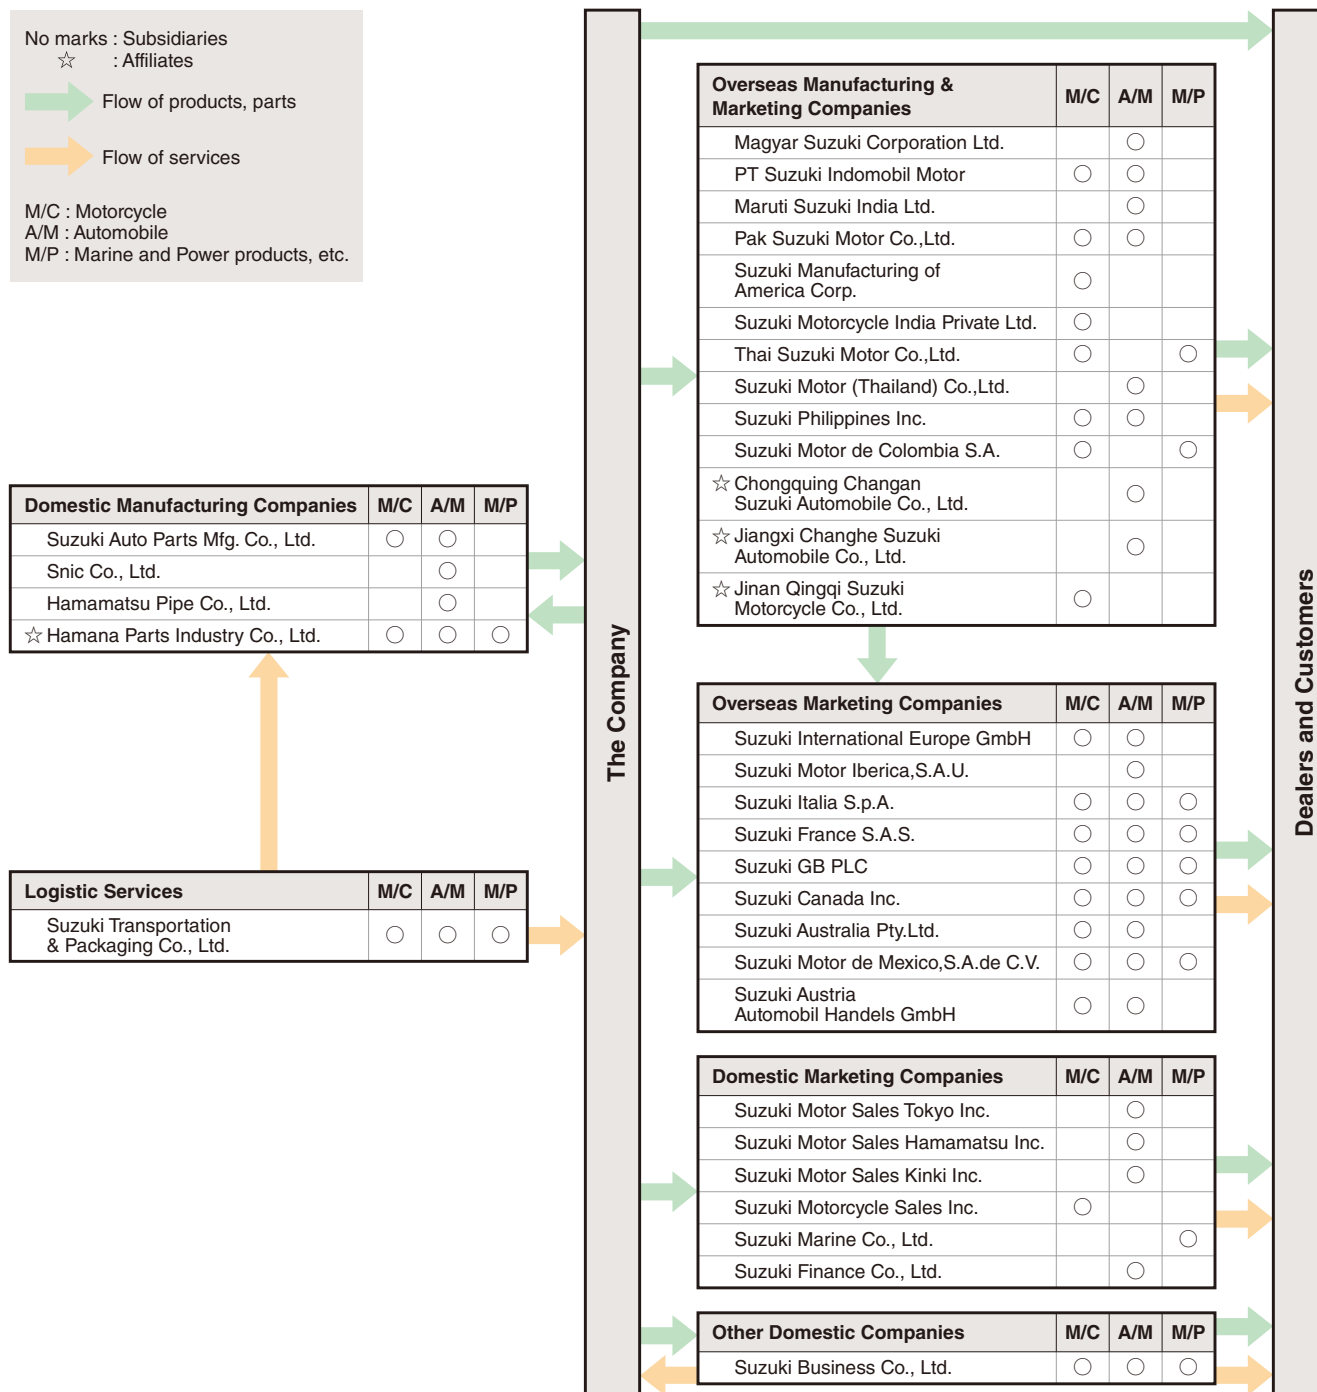 No marks : Subsidiaries
☆ : Affiliates
Flow of products, parts
Flow of services
M/C : Motorcycle
A/M : Automobile
M/P : Marine and Power products, etc.
Domestic Manufacturing Companies M/C A/M M/P
Suzuki Auto Parts Mfg. Co., Ltd. ○ ○
Snic Co., Ltd. ○
Hamamatsu Pipe Co., Ltd. ○
☆ Hamana Parts Industry Co., Ltd. ○ ○ ○
Logistic Services M/C A/M M/P
Suzuki Transportation
& Packaging Co., Ltd. ○ ○ ○
The Company
Overseas Manufacturing &
Marketing Companies M/C A/M M/P
Magyar Suzuki Corporation Ltd. ○
PT Suzuki Indomobil Motor ○ ○
Maruti Suzuki India Ltd. ○
Pak Suzuki Motor Co.,Ltd. ○ ○
Suzuki Manufacturing of
America Corp. ○
Suzuki Motorcycle India Private Ltd. ○
Thai Suzuki Motor Co.,Ltd. ○ ○
Suzuki Motor (Thailand) Co.,Ltd. ○
Suzuki Philippines Inc. ○ ○
Suzuki Motor de Colombia S.A. ○ ○
☆ Chongquing Changan
Suzuki Automobile Co., Ltd. ○
☆ Jiangxi Changhe Suzuki
Automobile Co., Ltd. ○
☆ Jinan Qingqi Suzuki
Motorcycle Co., Ltd. ○
Overseas Marketing Companies M/C A/M M/P
Suzuki International Europe GmbH ○ ○
Suzuki Motor Iberica,S.A.U. ○
Suzuki Italia S.p.A. ○ ○ ○
Suzuki France S.A.S. ○ ○ ○
Suzuki GB PLC ○ ○ ○
Suzuki Canada Inc. ○ ○ ○
Suzuki Australia Pty.Ltd. ○ ○
Suzuki Motor de Mexico,S.A.de C.V. ○ ○ ○
Suzuki Austria
Automobil Handels GmbH ○ ○
Domestic Marketing Companies M/C A/M M/P
Suzuki Motor Sales Tokyo Inc. ○
Suzuki Motor Sales Hamamatsu Inc. ○
Suzuki Motor Sales Kinki Inc. ○
Suzuki Motorcycle Sales Inc. ○
Suzuki Marine Co., Ltd. ○
Suzuki Finance Co., Ltd. ○
Other Domestic Companies M/C A/M M/P
Suzuki Business Co., Ltd. ○ ○ ○
Dealers and Customers